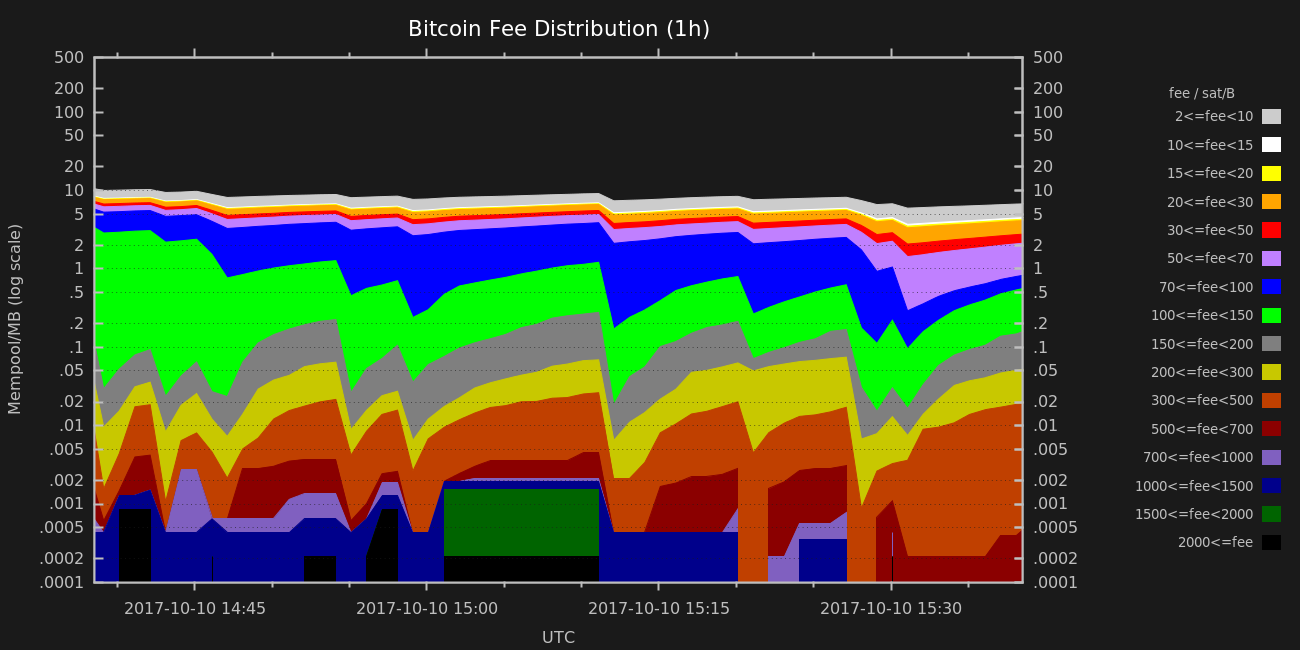 Bitcoin Fee Distribution (1h)
Mempool/MB (log scale)
500
200
100
50
20
10
5
2
1
.5
.2
.1
.05
.02
.01
.005
.002
.001
.0005
.0002
.0001
500
200
100
50
20
10
5
2
1
.5
.2
.1
.05
.02
.01
.005
.002
.001
.0005
.0002
.0001
2017-10-10 14:45
2017-10-10 15:00
2017-10-10 15:15
2017-10-10 15:30
UTC
fee / sat/B
2<=fee<10
10<=fee<15
15<=fee<20
20<=fee<30
30<=fee<50
50<=fee<70
70<=fee<100
100<=fee<150
150<=fee<200
200<=fee<300
300<=fee<500
500<=fee<700
700<=fee<1000
1000<=fee<1500
1500<=fee<2000
2000<=fee